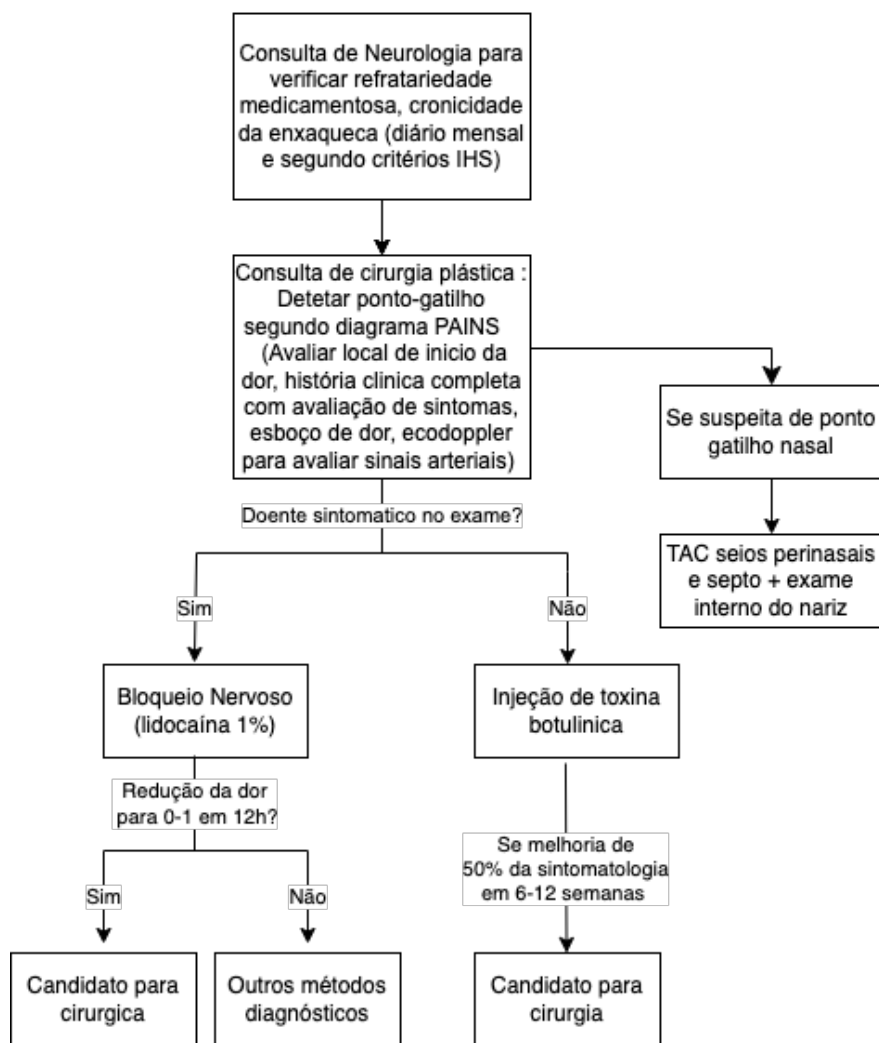 Consulta de Neurologia para
verificar refratariedade
medicamentosa, cronicidade
da enxaqueca (diário mensal
e segundo critérios IHS)
Consulta de cirurgia plástica :
Detetar ponto-gatilho
segundo diagrama PAINS
(Avaliar local de inicio da
dor, história clinica completa
com avaliação de sintomas,
esboço de dor, ecodoppler
para avaliar sinais arteriais)
Se suspeita de ponto
gatilho nasal
TAC seios perinasais
e septo + exame
interno do nariz
Doente sintomatico no exame?
Sim
Não
Bloqueio Nervoso
(lidocaína 1%)
Injeção de toxina
botulinica
Redução da dor
para 0-1 em 12h?
Se melhoria de
50% da sintomatologia
em 6-12 semanas
Sim
Não
Candidato para
cirurgica
Outros métodos
diagnósticos
Candidato para
cirurgia